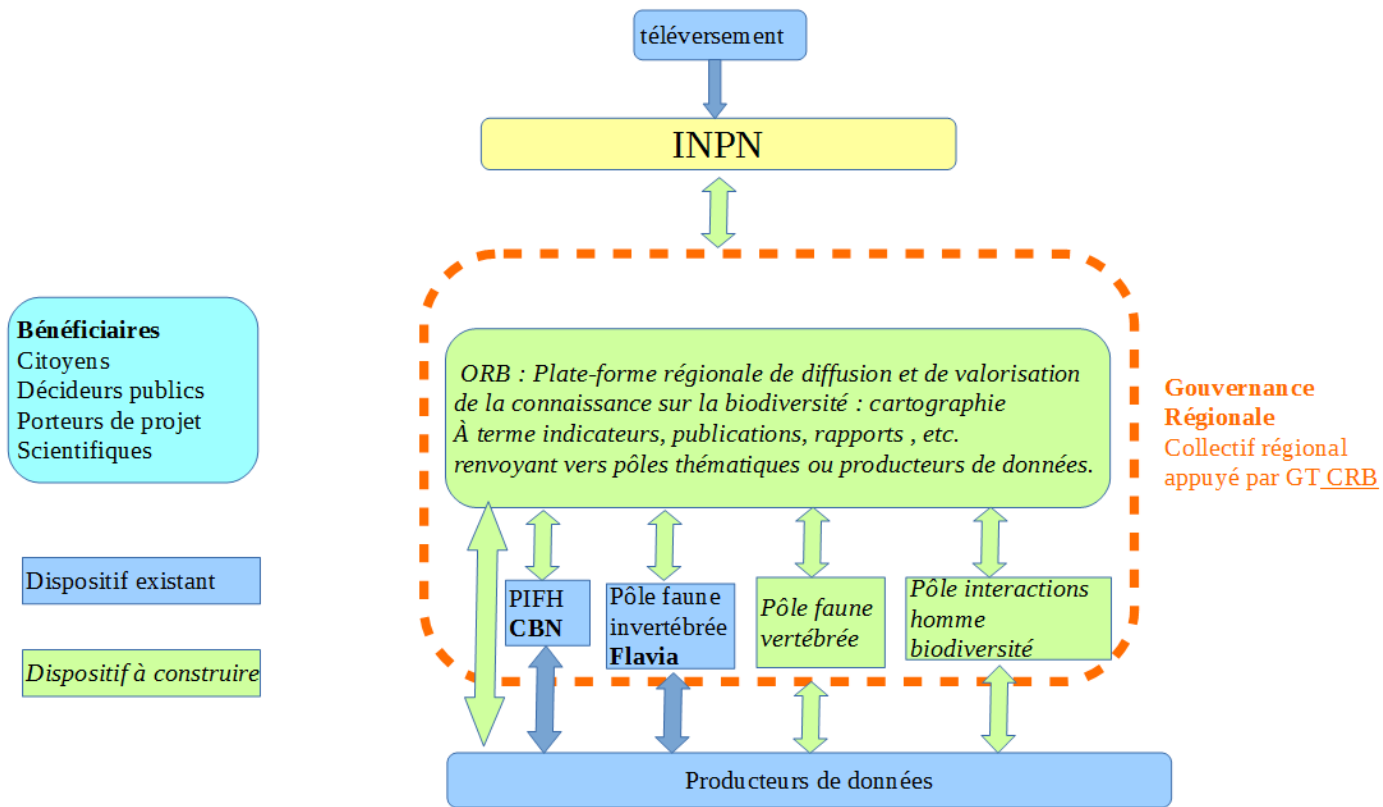 téléversement
INPN
Bénéficiaires
Citoyens
Décideurs publics
Porteurs de projet
Scientifiques
ORB : Plate-forme régionale de diffusion et de valorisation
de la connaissance sur la biodiversité : cartographie
À terme indicateurs, publications, rapports , etc.
renvoyant vers pôles thématiques ou producteurs de données.
Gouvernance
Régionale
Collectif régional
appuyé par GT CRB
Dispositif existant
Dispositif à construire
PIFH
CBN
Pôle faune
invertébrée
Flavia
Pôle faune
vertébrée
Pôle interactions
homme
biodiversité
Producteurs de données